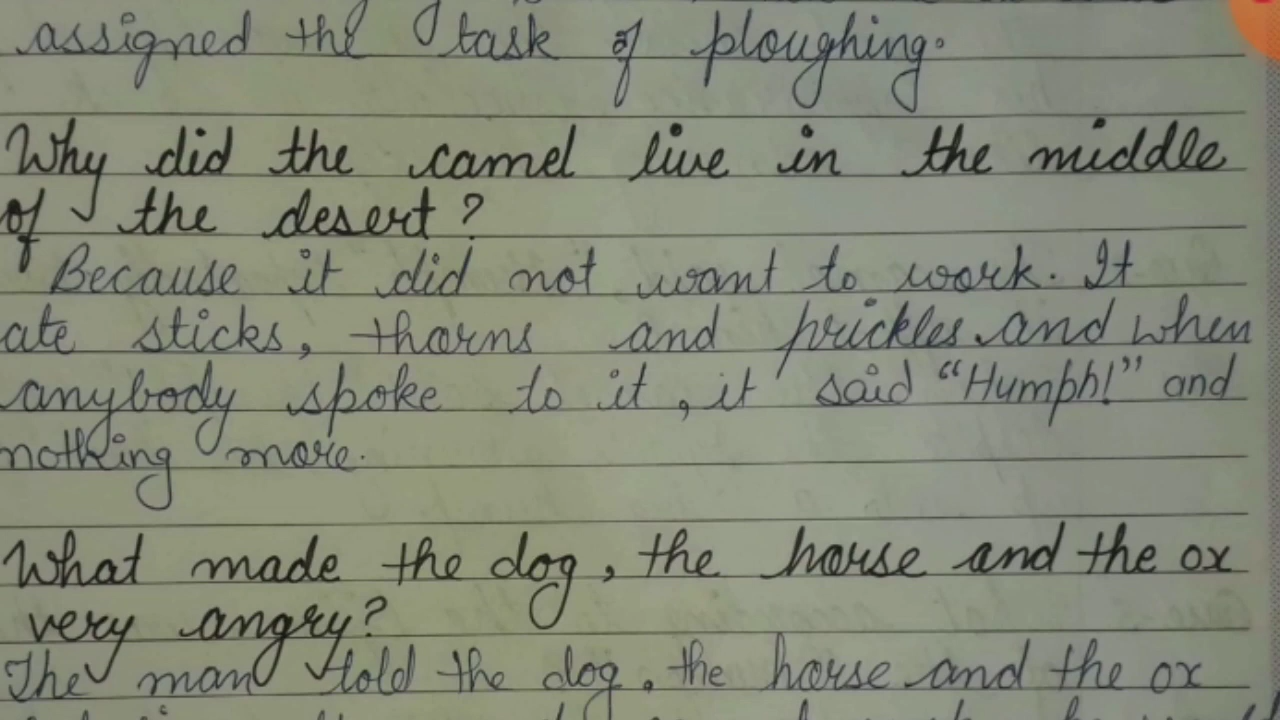 assigned the task of ploughing.
Why did the camel live in the middle
of the desert?
Because it did not want to work. It
ate sticks, thorns and prickles and when
anybody spoke to it, it said "Humph!" and
nothing more.
What made the dog, the horse and the ox
very angry?
The man told the dog, the horse and the ox